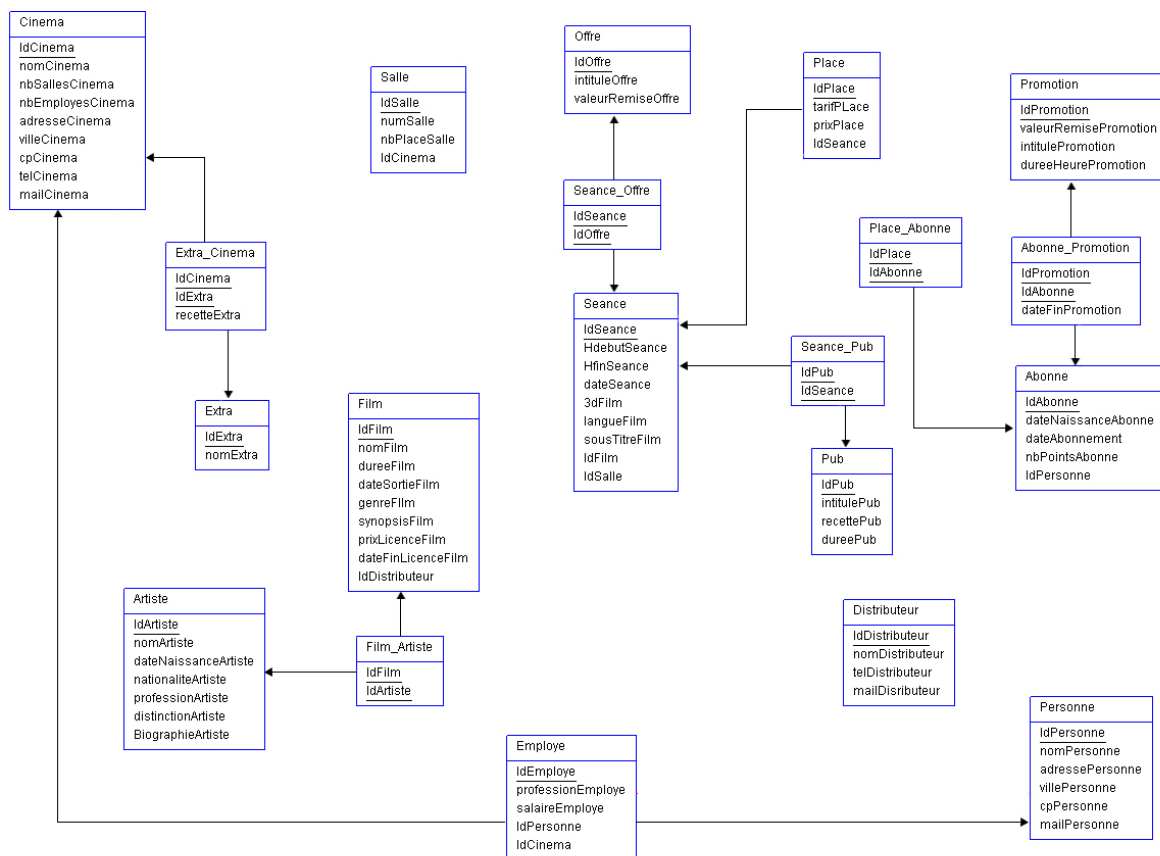 Cinema
IdCinema
nomCinema
nbSallesCinema
nbEmployesCinema
adresseCinema
villeCinema
cpCinema
telCinema
mailCinema
Salle
IdSalle
numSalle
nbPlaceSalle
IdCinema
Offre
IdOffre
intituleOffre
valeurRemiseOffre
Place
IdPlace
tarifPLace
prixPlace
IdSeance
Promotion
IdPromotion
valeurRemisePromotion
intitulePromotion
dureeHeurePromotion
Seance_Offre
IdSeance
IdOffre
Place_Abonne
IdPlace
IdAbonne
Abonne_Promotion
IdPromotion
IdAbonne
dateFinPromotion
Extra_Cinema
IdCinema
IdExtra
recetteExtra
Seance
IdSeance
HdebutSeance
HfinSeance
dateSeance
3dFilm
langueFilm
sousTitreFilm
IdFilm
IdSalle
Seance_Pub
IdPub
IdSeance
Abonne
IdAbonne
dateNaissanceAbonne
dateAbonnement
nbPointsAbonne
IdPersonne
Extra
IdExtra
nomExtra
Film
IdFilm
nomFilm
dureeFilm
dateSortieFilm
genreFIlm
synopsisFilm
prixLicenceFilm
dateFinLicenceFilm
IdDistributeur
Pub
IdPub
intitulePub
recettePub
dureePub
Artiste
IdArtiste
nomArtiste
dateNaissanceArtiste
nationaliteArtiste
professionArtiste
distinctionArtiste
BiographieArtiste
Film_Artiste
IdFilm
IdArtiste
Distributeur
IdDistributeur
nomDistributeur
telDistributeur
mailDisributeur
Employe
IdEmploye
professionEmploye
salaireEmploye
IdPersonne
IdCinema
Personne
IdPersonne
nomPersonne
adressePersonne
villePersonne
cpPersonne
mailPersonne